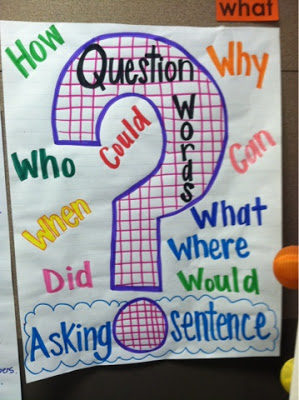 what
How
Question
Words
Why
Could
Who
Can
When
What
Where
Did
Would
Asking sentence